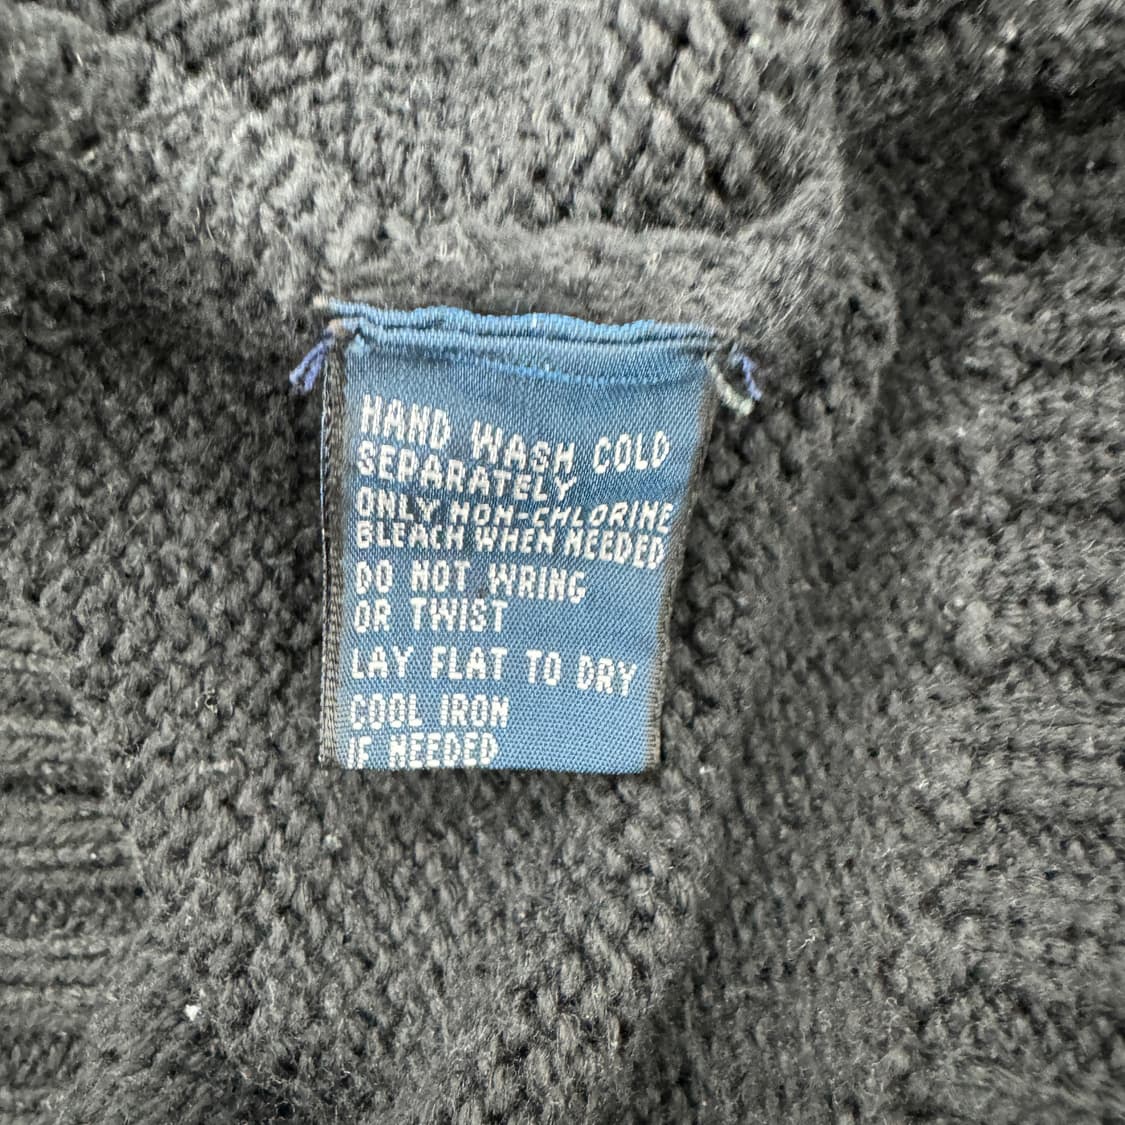 HAND WASH COLD
SEPARATELY
ONLY NON-CHLORINE
BLEACH WHEN NEEDED
DO NOT WRING
OR TWIST
LAY FLAT TO DRY
COOL IRON
IF NEEDED